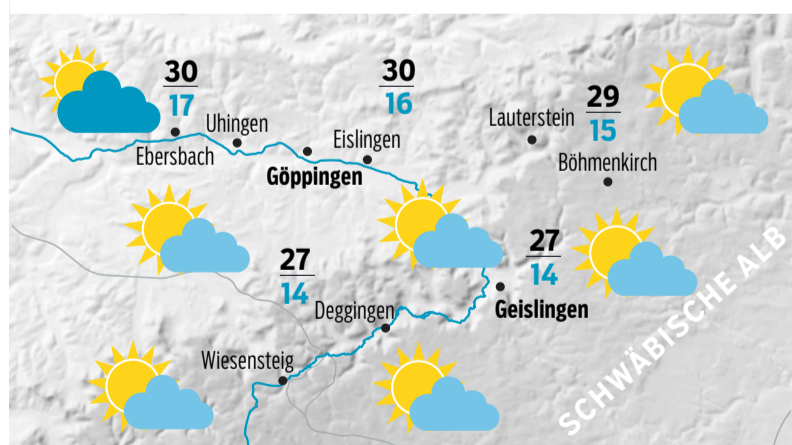 30
17
30
16
29
15
Uhingen
Lauterstein
Eislingen
Ebersbach
Böhmenkirch
Göppingen
27
14
27
14
SCHWÄBISCHE ALB
Deggingen
Geislingen
Wiesensteig